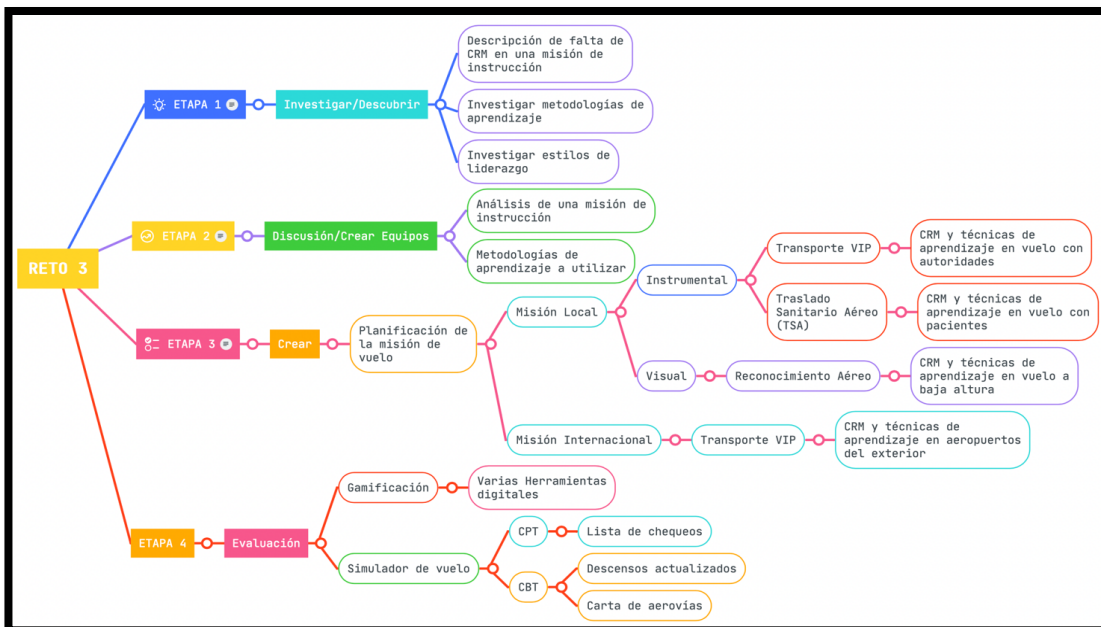 RETO 3
ETAPA 1
Investigar/Descubrir
Descripción de falta de
CRM en una misión de
instrucción
Investigar metodologías de
aprendizaje
Investigar estilos de
liderazgo
ETAPA 2
Discusión/Crear Equipos
Análisis de una misión de
instrucción
Metodologías de
aprendizaje a utilizar
ETAPA 3
Crear
Planificación de
la misión de
vuelo
Misión Local
Instrumental
Transporte VIP
CRM y técnicas de
aprendizaje en vuelo con
autoridades
Traslado
Sanitario Aéreo
(TSA)
CRM y técnicas de
aprendizaje en vuelo con
pacientes
Visual
Reconocimiento Aéreo
CRM y técnicas de
aprendizaje en vuelo a
baja altura
Misión Internacional
Transporte VIP
CRM y técnicas de
aprendizaje en aeropuertos
del exterior
ETAPA 4
Evaluación
Gamificación
Varias Herramientas
digitales
Simulador de vuelo
CPT
Lista de chequeos
CBT
Descensos actualizados
Carta de aerovías